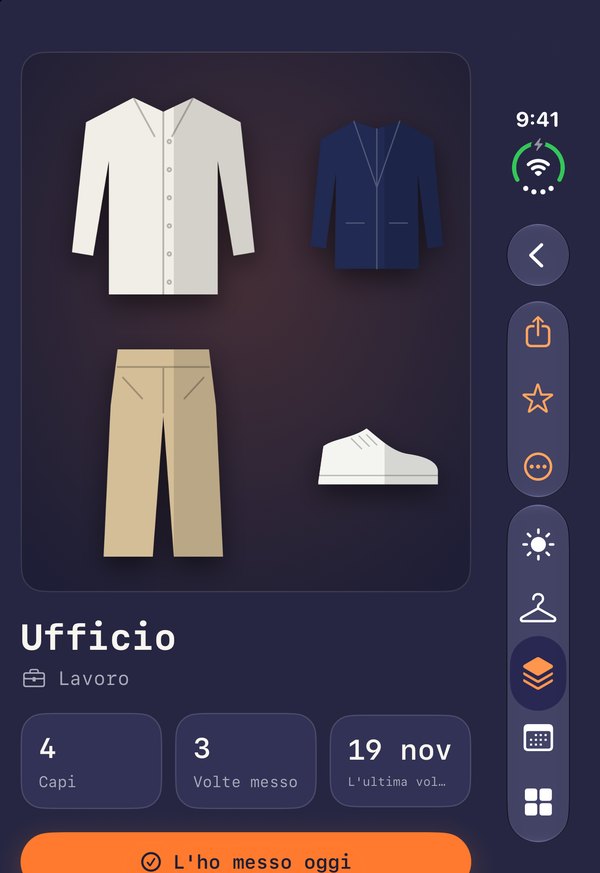 9:41
Ufficio
Lavoro
4
Capi
3
Volte messo
19 nov
L'ultima vol…
L'ho messo oggi